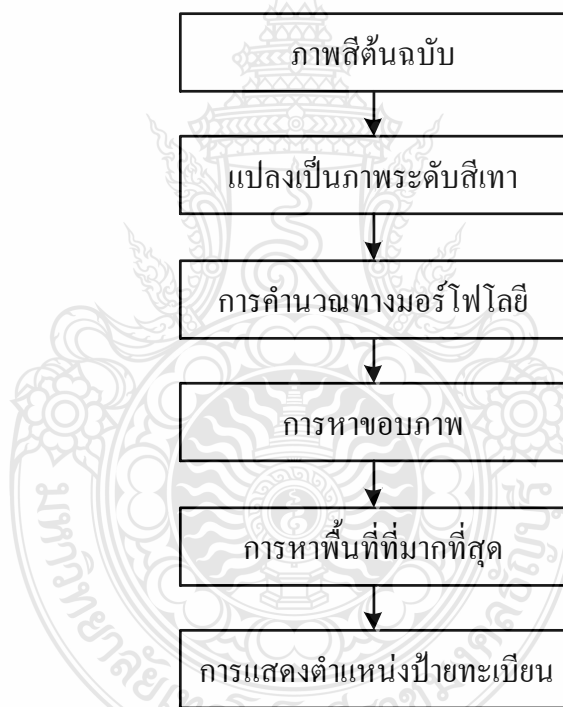 ภาพสีต้นฉบับ
แปลงเป็นภาพระดับสีเทา
การคำนวณทางมอร์โฟโลยี
การหาขอบภาพ
การหาพื้นที่ที่มากที่สุด
การแสดงตำแหน่งป้ายทะเบียน